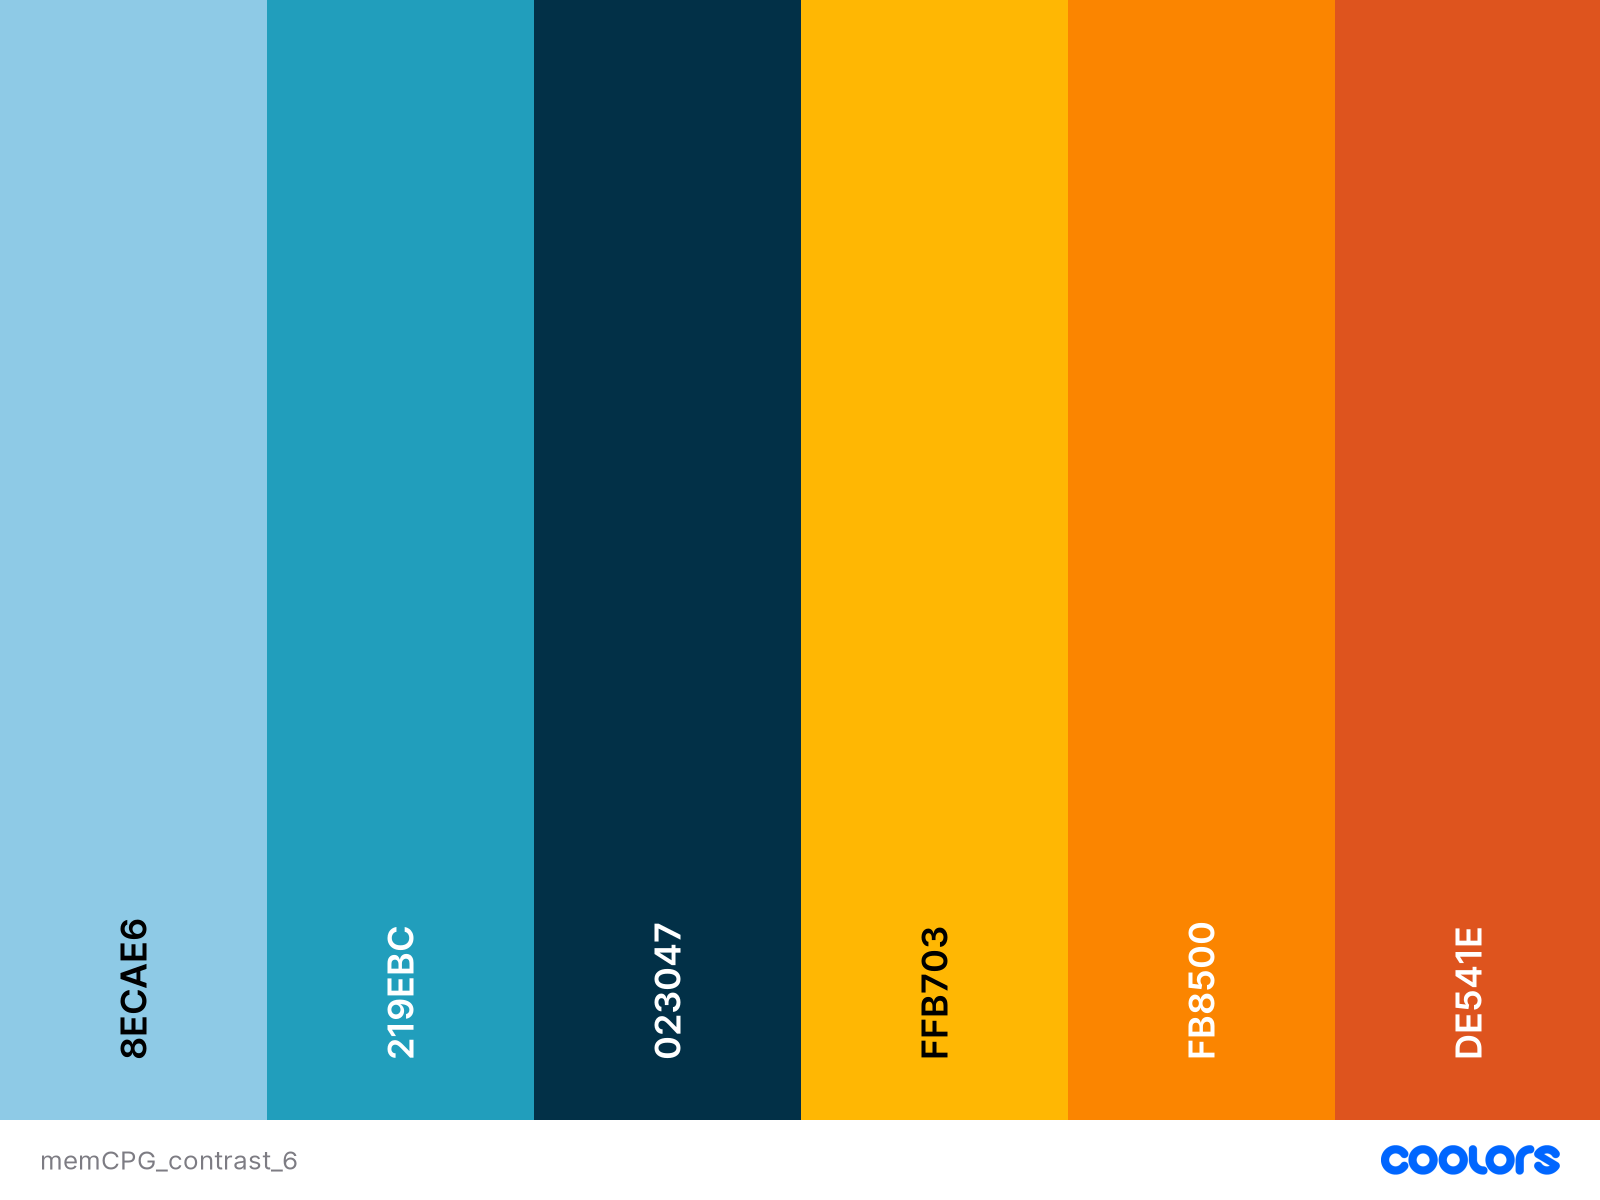 8ECAE6
219EBC
023047
FFB703
FB8500
DE541E
memCPG_contrast_6
coolors